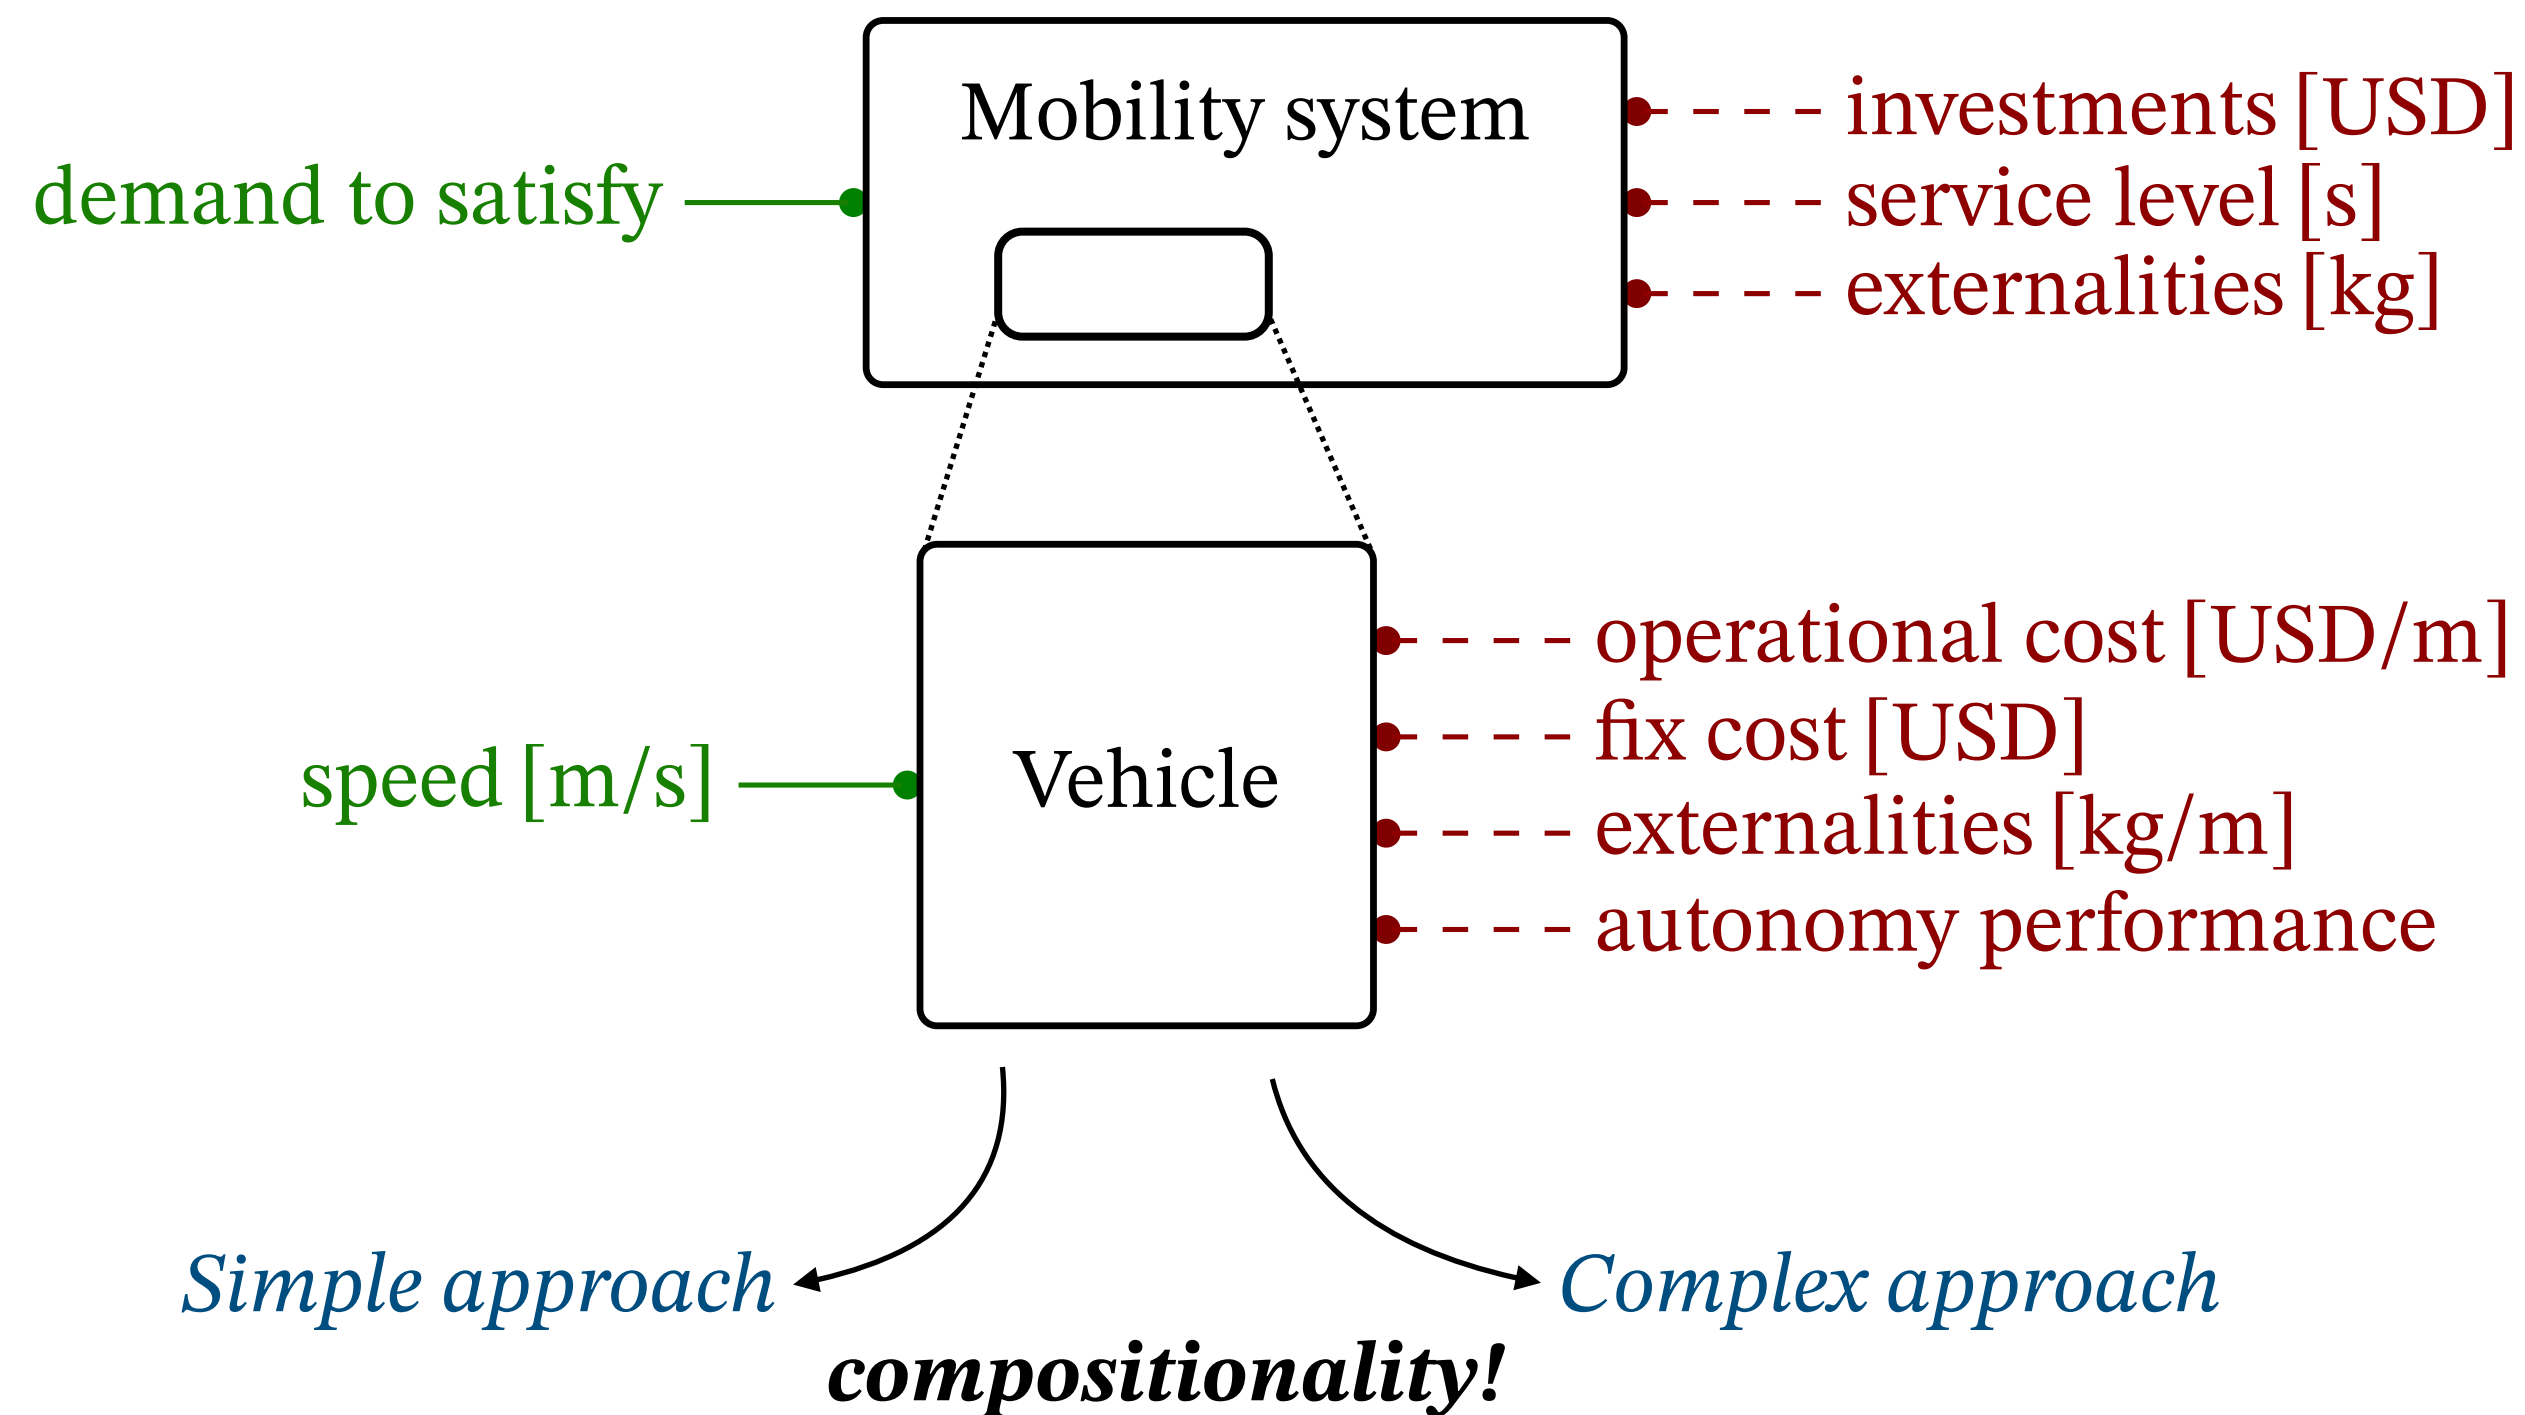 Mobility system
demand to satisfy
investments [USD]
service level [s]
externalities [kg]
Vehicle
speed [m/s]
operational cost [USD/m]
fix cost [USD]
externalities [kg/m]
autonomy performance
Simple approach
Complex approach
compositionality!